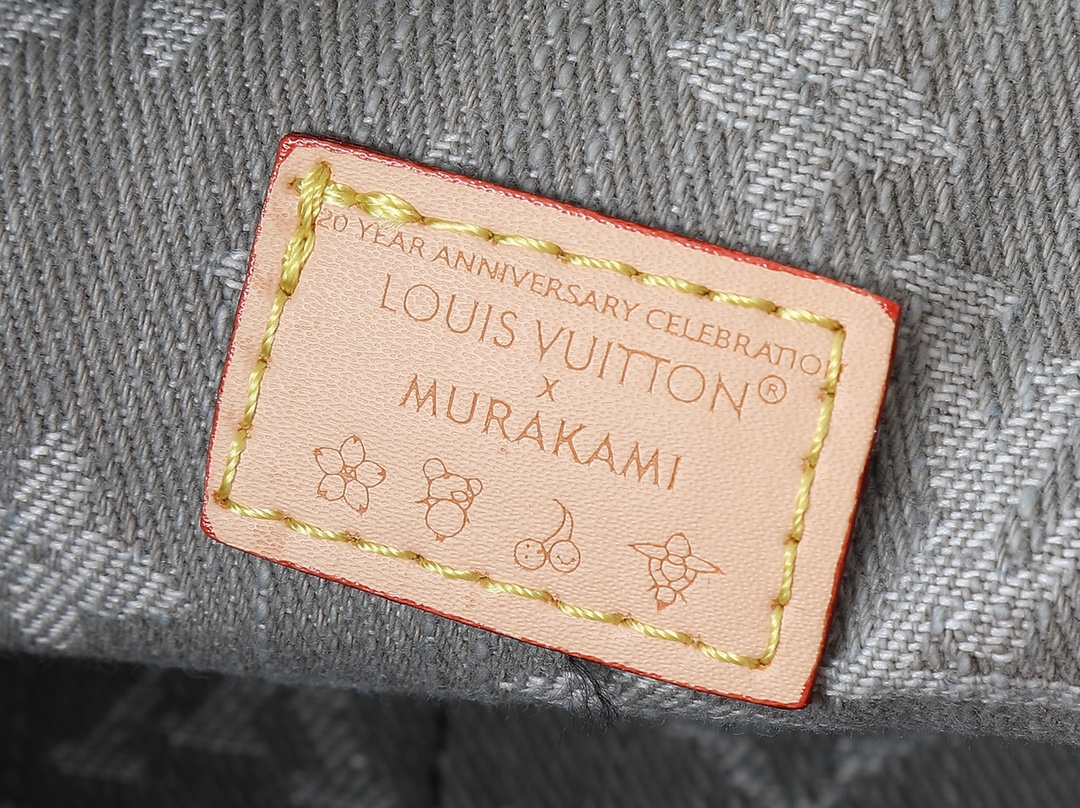 20 YEAR ANNIVERSARY CELEBRATION
LOUIS VUITTON®
x
MURAKAMI